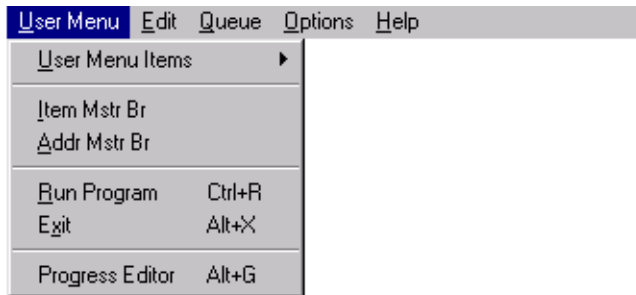 User Menu Edit Queue Options Help
User Menu Items
Item Mstr Br
Addr Mstr Br
Run Program Ctrl+R
Exit Alt+X
Progress Editor Alt+G